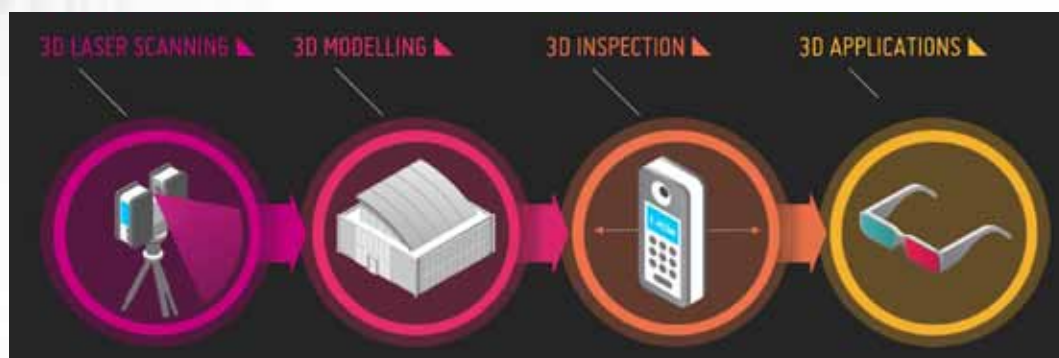 3D LASER SCANNING
3D MODELLING
3D INSPECTION
3D APPLICATIONS